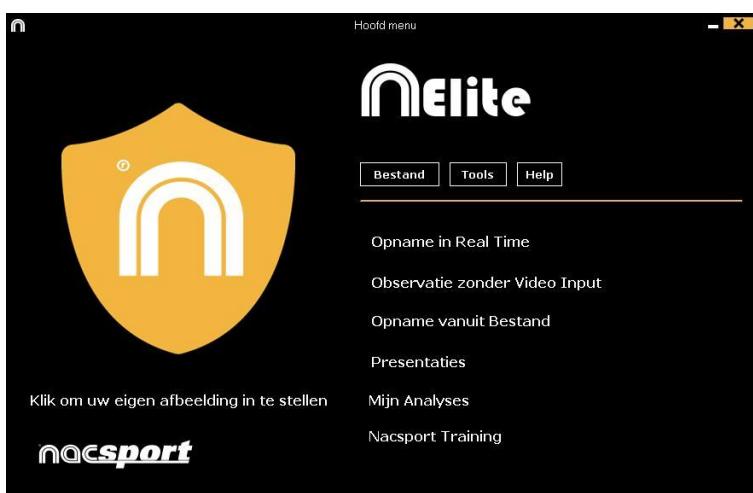 Hoofd menu
nElite
Bestand Tools Help
Opname in Real Time
Observatie zonder Video Input
Opname vanuit Bestand
Presentaties
Klik om uw eigen afbeelding in te stellen
Mijn Analyses
Nacsport Training
nacsport